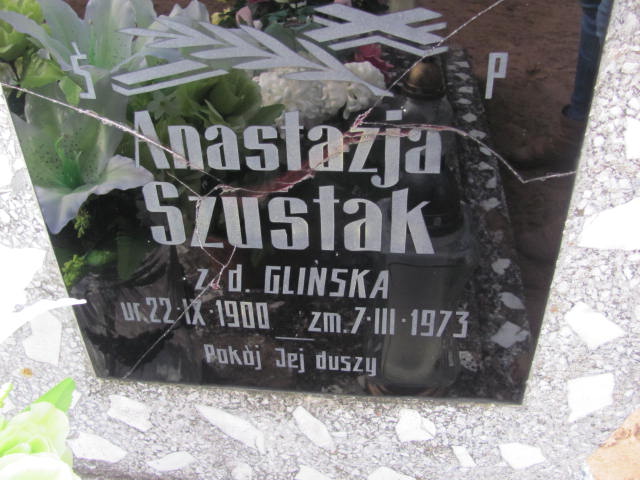 Ś P
Anastazja
Szustak
z d. GLIŃSKA
ur. 22·IX·1900 zm. 7·III·1973
Pokój Jej duszy